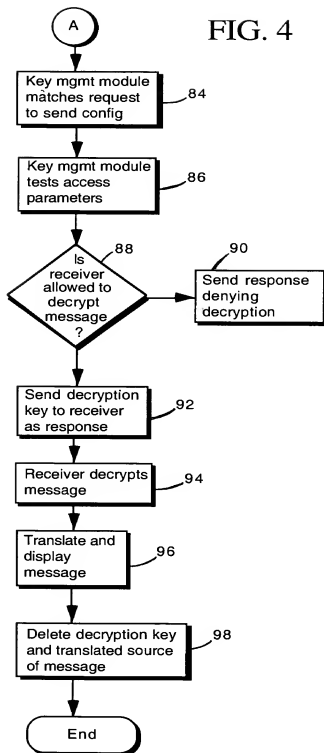 A
FIG. 4
Key mgmt module
matches request
to send config
84
Key mgmt module
tests access
parameters
86
88
Is
receiver
allowed to
decrypt
message
?
90
Send response
denying
decryption
Send decryption
key to receiver
as response
92
Receiver decrypts
message
94
Translate and
display
message
96
Delete decryption key
and translated source
of message
98
End